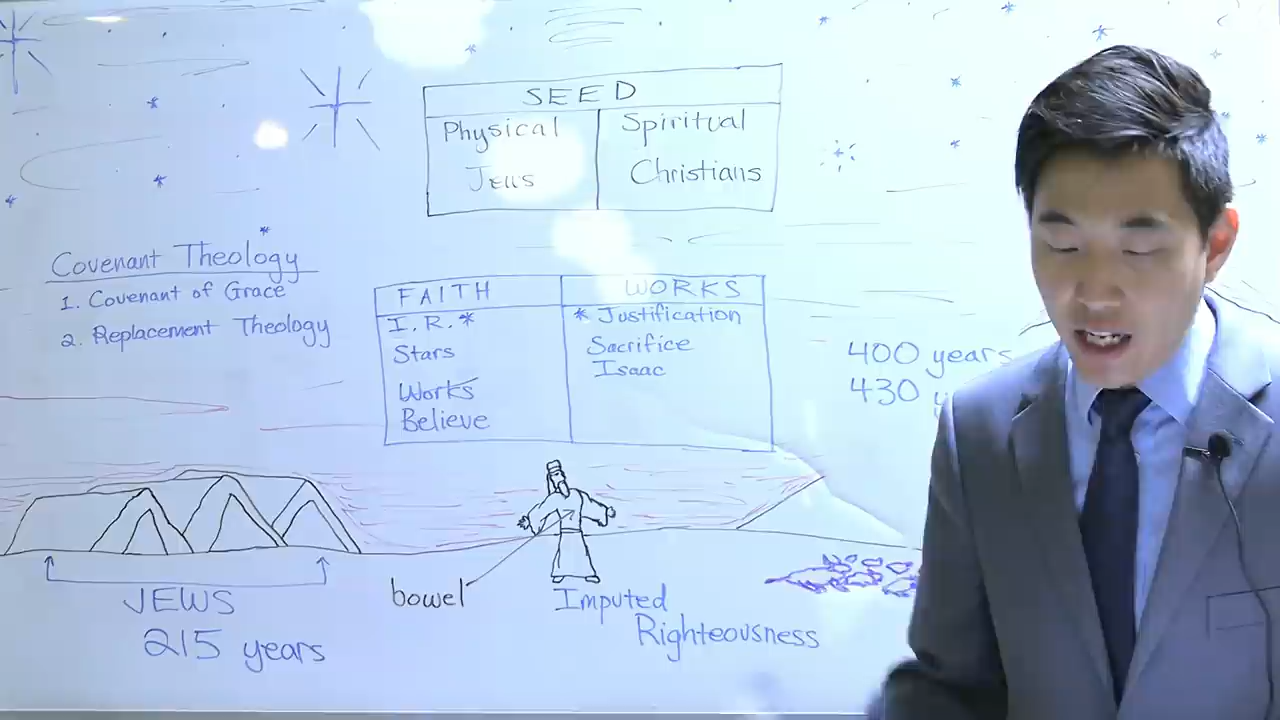 SEED
Physical
Spiritual
Jews
Christians
Covenant Theology
1. Covenant of Grace
2. Replacement Theology
FAITH
WORKS
I.R.*
* Justification
Stars
Sacrifice
Works
Isaac
Believe
400 years
430 y
JEWS
215 years
bowel
Imputed
Righteousness